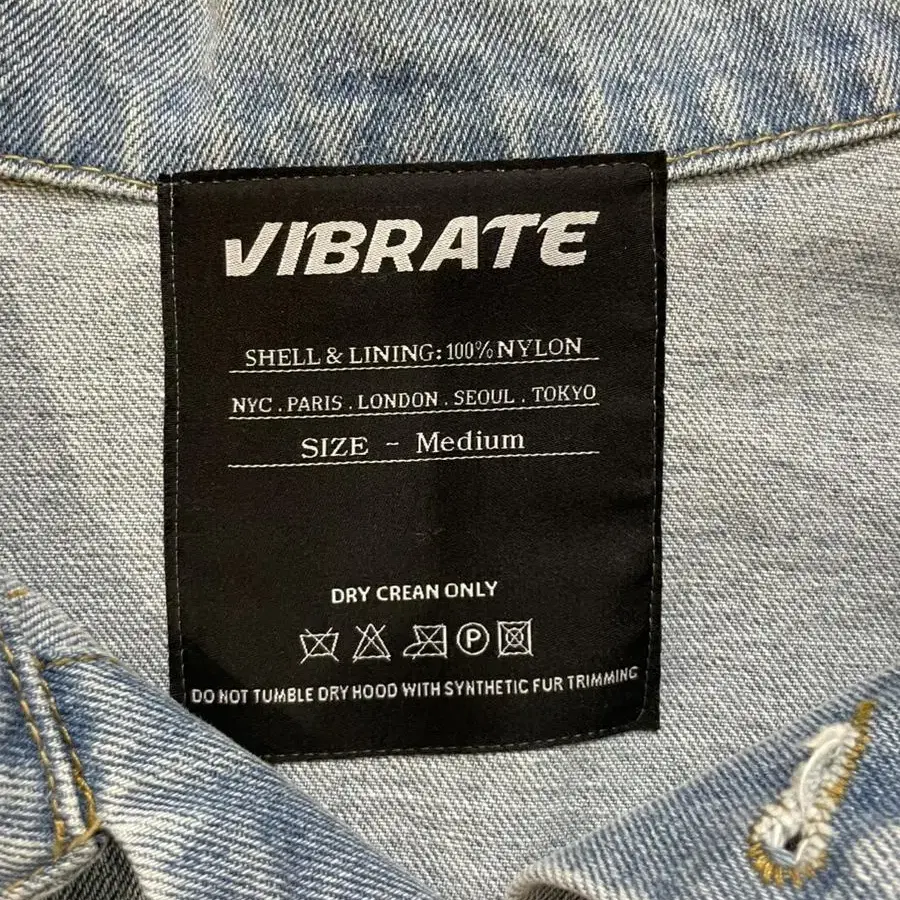 VIBRATE
SHELL & LINING: 100% NYLON
NYC . PARIS . LONDON . SEOUL . TOKYO
SIZE - Medium
DRY CREAN ONLY
P
DO NOT TUMBLE DRY HOOD WITH SYNTHETIC FUR TRIMMING